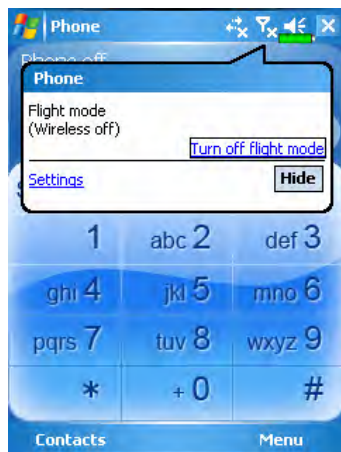 Phone
Phone off
Phone
Flight mode
(Wireless off)
Turn off flight mode
Settings
Hide
1 abc 2 def 3
ghi 4 jkl 5 mno 6
pqrs 7 tuv 8 wxyz 9
* + 0 #
Contacts Menu